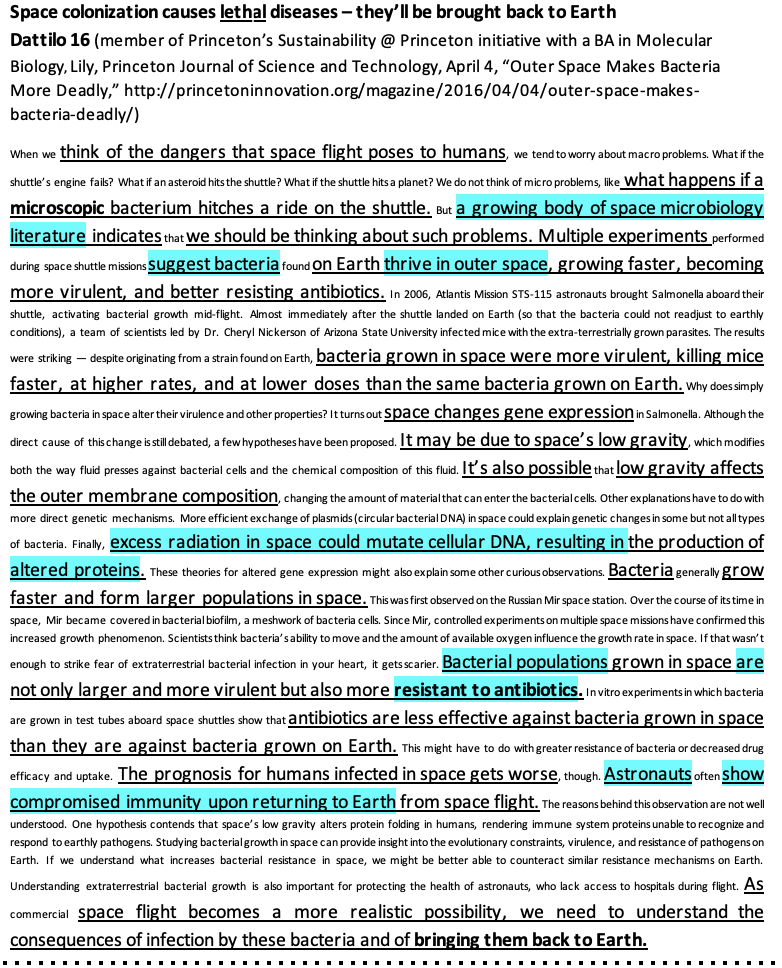 Space colonization causes lethal diseases – they’ll be brought back to Earth
Dattilo 16 (member of Princeton’s Sustainability @ Princeton initiative with a BA in Molecular
Biology, Lily, Princeton Journal of Science and Technology, April 4, “Outer Space Makes Bacteria
More Deadly,” http://princetoninnovation.org/magazine/2016/04/04/outer-space-makes-
bacteria-deadly/)
When we think of the dangers that space flight poses to humans, we tend to worry about macro problems. What if the
shuttle’s engine fails? What if an asteroid hits the shuttle? What if the shuttle hits a planet? We do not think of micro problems, like what happens if a
microscopic bacterium hitches a ride on the shuttle. But a growing body of space microbiology
literature indicates that we should be thinking about such problems. Multiple experiments performed
during space shuttle missions suggest bacteria found on Earth thrive in outer space, growing faster, becoming
more virulent, and better resisting antibiotics. In 2006, Atlantis Mission STS-115 astronauts brought Salmonella aboard their
shuttle, activating bacterial growth mid-flight. Almost immediately after the shuttle landed on Earth (so that the bacteria could not readjust to earthly
conditions), a team of scientists led by Dr. Cheryl Nickerson of Arizona State University infected mice with the extra-terrestrially grown parasites. The results
were striking — despite originating from a strain found on Earth, bacteria grown in space were more virulent, killing mice
faster, at higher rates, and at lower doses than the same bacteria grown on Earth. Why does simply
growing bacteria in space alter their virulence and other properties? It turns out space changes gene expression in Salmonella. Although the
direct cause of this change is still debated, a few hypotheses have been proposed. It may be due to space’s low gravity, which modifies
both the way fluid presses against bacterial cells and the chemical composition of this fluid. It’s also possible that low gravity affects
the outer membrane composition, changing the amount of material that can enter the bacterial cells. Other explanations have to do with
more direct genetic mechanisms. More efficient exchange of plasmids (circular bacterial DNA) in space could explain genetic changes in some but not all types
of bacteria. Finally, excess radiation in space could mutate cellular DNA, resulting in the production of
altered proteins. These theories for altered gene expression might also explain some other curious observations. Bacteria generally grow
faster and form larger populations in space. This was first observed on the Russian Mir space station. Over the course of its time in
space, Mir became covered in bacterial biofilm, a meshwork of bacteria cells. Since Mir, controlled experiments on multiple space missions have confirmed this
increased growth phenomenon. Scientists think bacteria’s ability to move and the amount of available oxygen influence the growth rate in space. If that wasn’t
enough to strike fear of extraterrestrial bacterial infection in your heart, it gets scarier. Bacterial populations grown in space are
not only larger and more virulent but also more resistant to antibiotics. In vitro experiments in which bacteria
are grown in test tubes aboard space shuttles show that antibiotics are less effective against bacteria grown in space
than they are against bacteria grown on Earth. This might have to do with greater resistance of bacteria or decreased drug
efficacy and uptake. The prognosis for humans infected in space gets worse, though. Astronauts often show
compromised immunity upon returning to Earth from space flight. The reasons behind this observation are not well
understood. One hypothesis contends that space’s low gravity alters protein folding in humans, rendering immune system proteins unable to recognize and
respond to earthly pathogens. Studying bacterial growth in space can provide insight into the evolutionary constraints, virulence, and resistance of pathogens on
Earth. If we understand what increases bacterial resistance in space, we might be better able to counteract similar resistance mechanisms on Earth.
Understanding extraterrestrial bacterial growth is also important for protecting the health of astronauts, who lack access to hospitals during flight. As
commercial space flight becomes a more realistic possibility, we need to understand the
consequences of infection by these bacteria and of bringing them back to Earth.